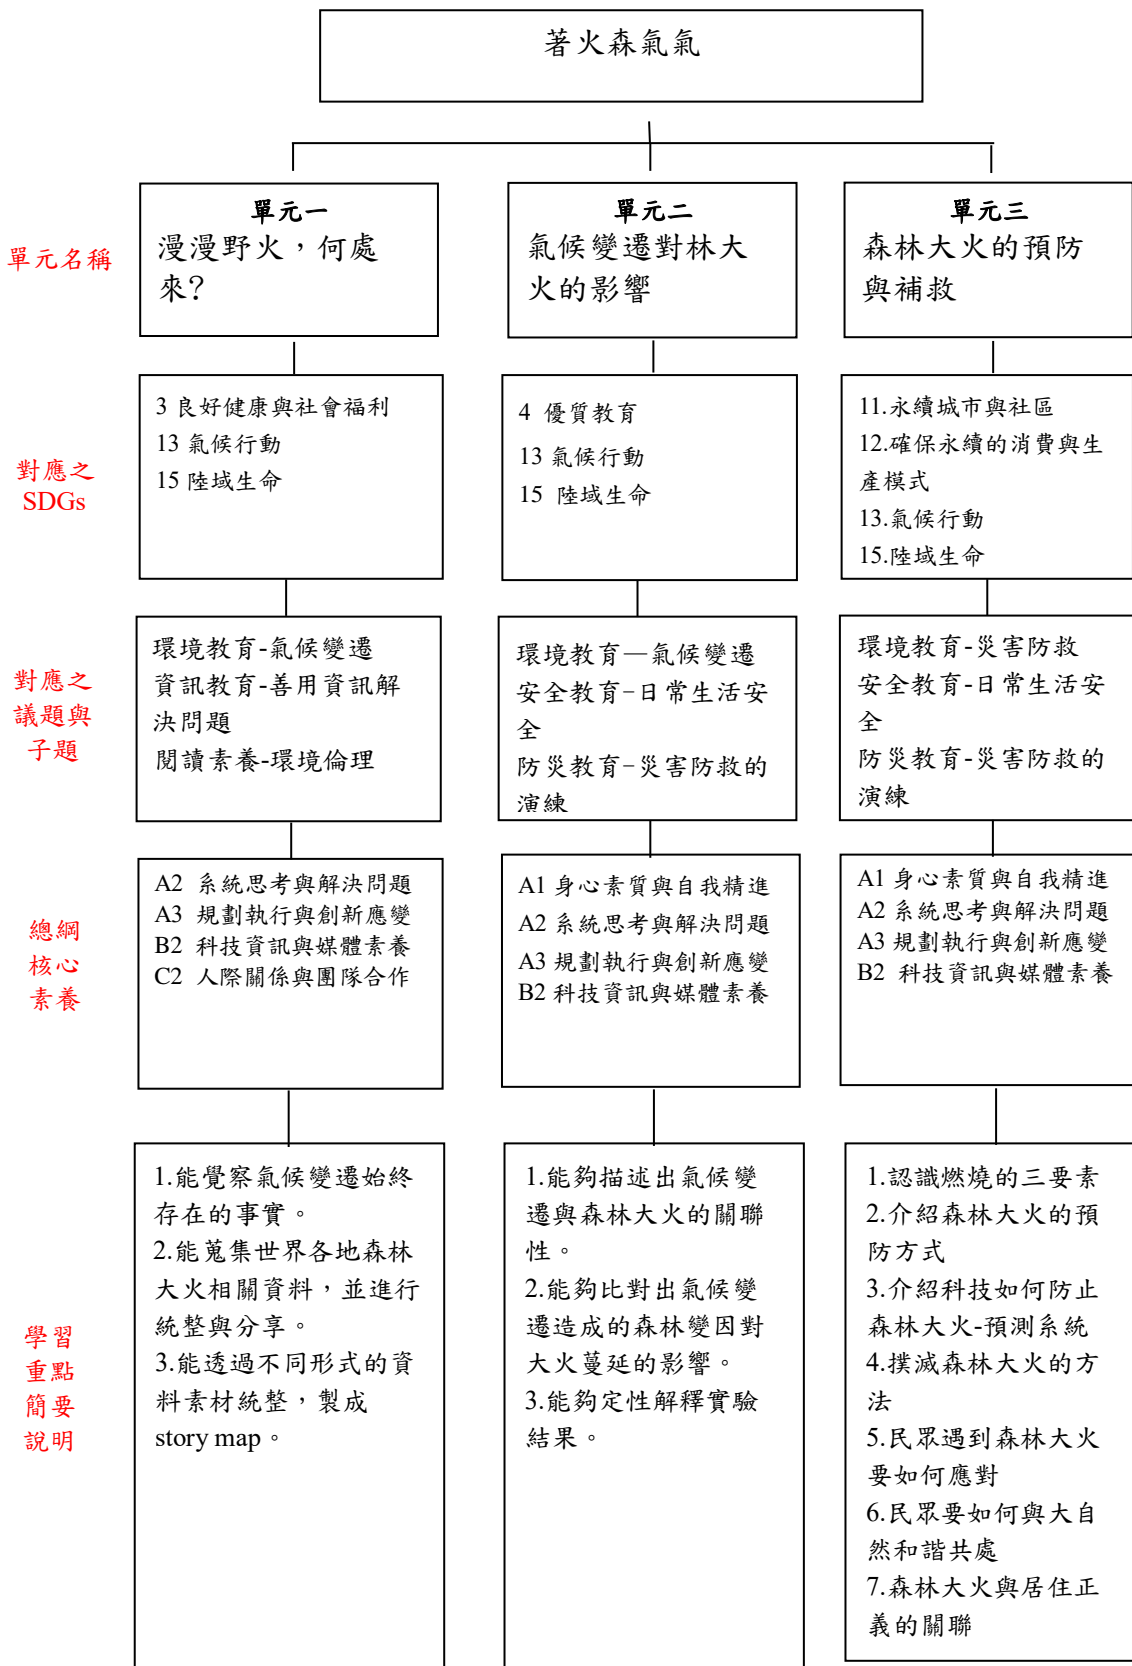 著火森氣氣
單元名稱
單元一
漫漫野火，何處
來?
單元二
氣候變遷對林大
火的影響
單元三
森林大火的預防
與補救
對應之
SDGs
3 良好健康與社會福利
13 氣候行動
15 陸域生命
4 優質教育
13 氣候行動
15 陸域生命
11.永續城市與社區
12.確保永續的消費與生
產模式
13.氣候行動
15.陸域生命
對應之
議題與
子題
環境教育-氣候變遷
資訊教育-善用資訊解
決問題
閱讀素養-環境倫理
環境教育—氣候變遷
安全教育-日常生活安
全
防災教育-災害防救的
演練
環境教育-災害防救
安全教育-日常生活安
全
防災教育-災害防救的
演練
總綱
核心
素養
A2 系統思考與解決問題
A3 規劃執行與創新應變
B2 科技資訊與媒體素養
C2 人際關係與團隊合作
A1 身心素質與自我精進
A2 系統思考與解決問題
A3 規劃執行與創新應變
B2 科技資訊與媒體素養
A1 身心素質與自我精進
A2 系統思考與解決問題
A3 規劃執行與創新應變
B2 科技資訊與媒體素養
學習
重點
簡要
說明
1.能覺察氣候變遷始終
存在的事實。
2.能蒐集世界各地森林
大火相關資料，並進行
統整與分享。
3.能透過不同形式的資
料素材統整，製成
story map。
1.能夠描述出氣候變
遷與森林大火的關聯
性。
2.能夠比對出氣候變
遷造成的森林變因對
大火蔓延的影響。
3.能夠定性解釋實驗
結果。
1.認識燃燒的三要素
2.介紹森林大火的預
防方式
3.介紹科技如何防止
森林大火-預測系統
4.撲滅森林大火的方
法
5.民眾遇到森林大火
要如何應對
6.民眾要如何與大自
然和諧共處
7.森林大火與居住正
義的關聯